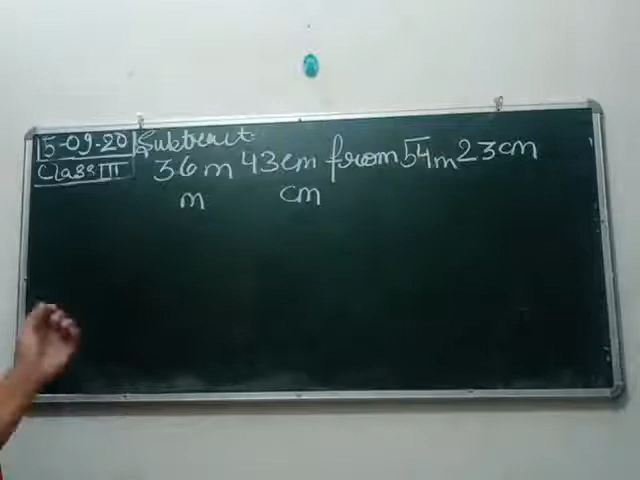 15-09-20
Class III
Subtract
36 m 43 cm from 54 m 23 cm
m cm